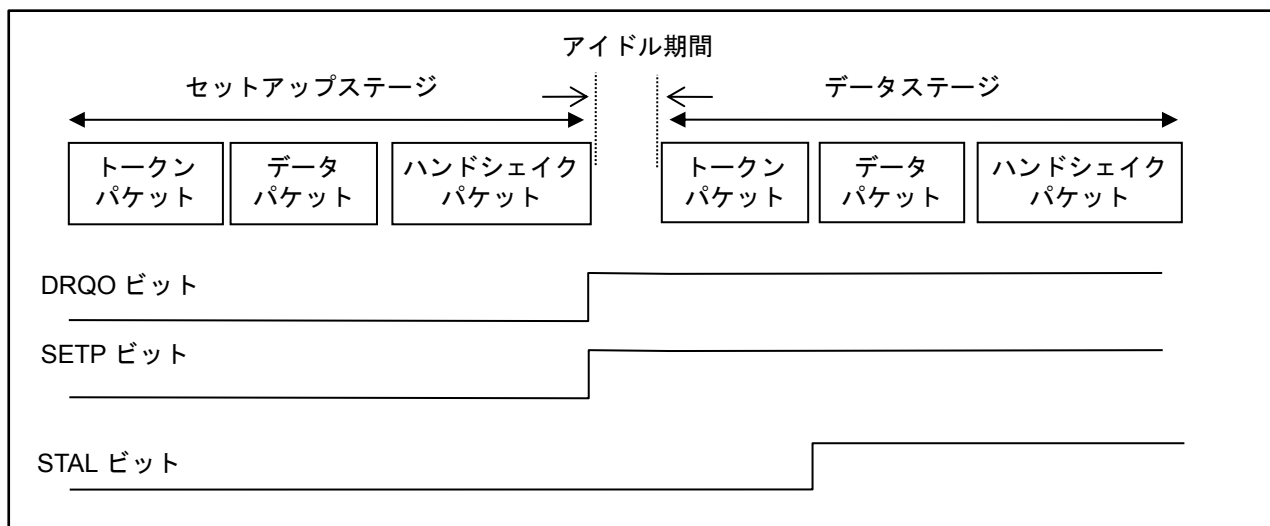 アイドル期間
セットアップステージ
データステージ
トークン
パケット
データ
パケット
ハンドシェイク
パケット
トークン
パケット
データ
パケット
ハンドシェイク
パケット
DRQO ビット
SETP ビット
STAL ビット